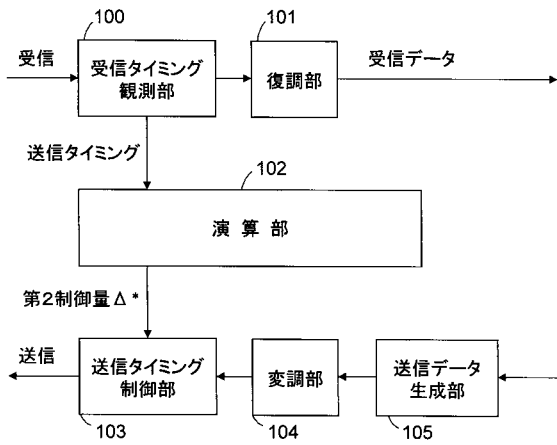 100
101
受信
受信タイミング
観測部
復調部
受信データ
送信タイミング
102
演 算 部
第2制御量Δ*
送信
送信タイミング
制御部
変調部
送信データ
生成部
103
104
105